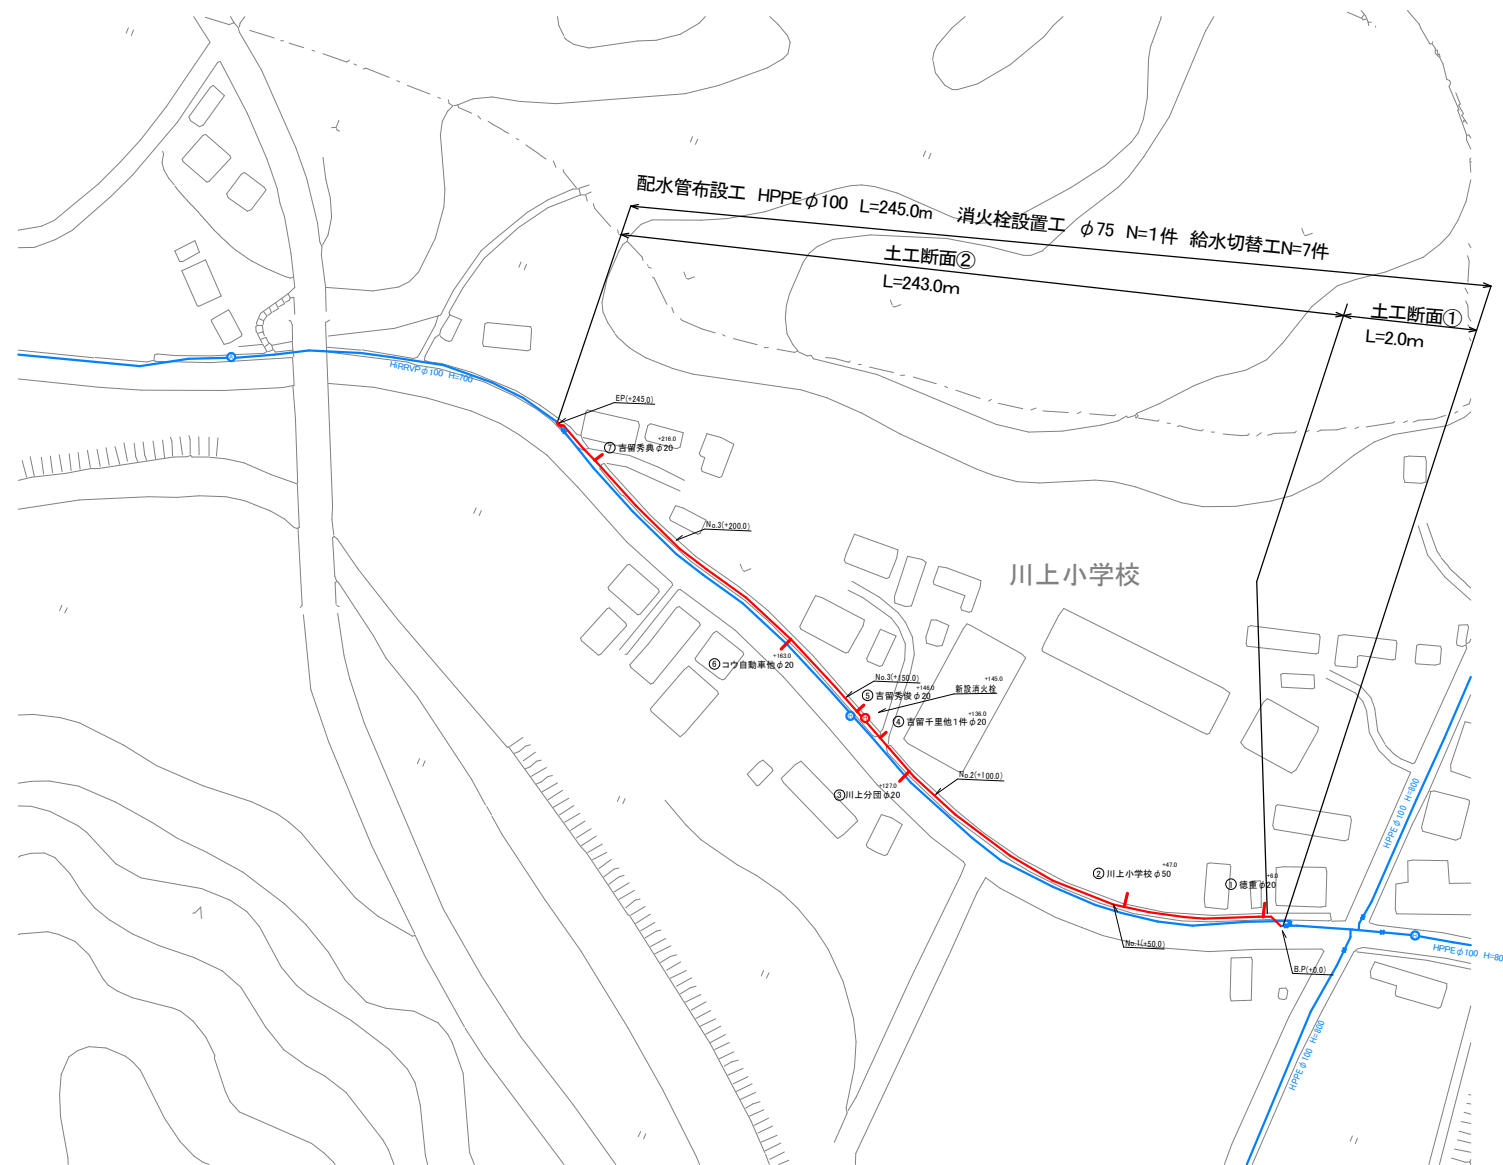 配水管布設工 HPPEφ100 L=245.0m 消火栓設置工 φ75 N=1件 給水切替工N=7件
土工断面②
L=243.0m
土工断面①
L=2.0m
HiRRVPφ100 H=700
EP(+245.0)
+216.0
⑦吉留秀典φ20
No.3(+200.0)
川上小学校
+163.0
⑥コウ自動車他φ20
No.3(+150.0)
+146.0
⑤吉留秀俊φ20
+145.0
新設消火栓
+136.0
④吉留千里他1件φ20
No.2(+100.0)
+127.0
③川上分団φ20
HPPEφ100 H=800
+47.0
②川上小学校φ50
+6.0
①徳重φ20
No.1(+50.0)
B.P(+0.0)
HPPEφ100 H=80
HPPEφ100 H=800